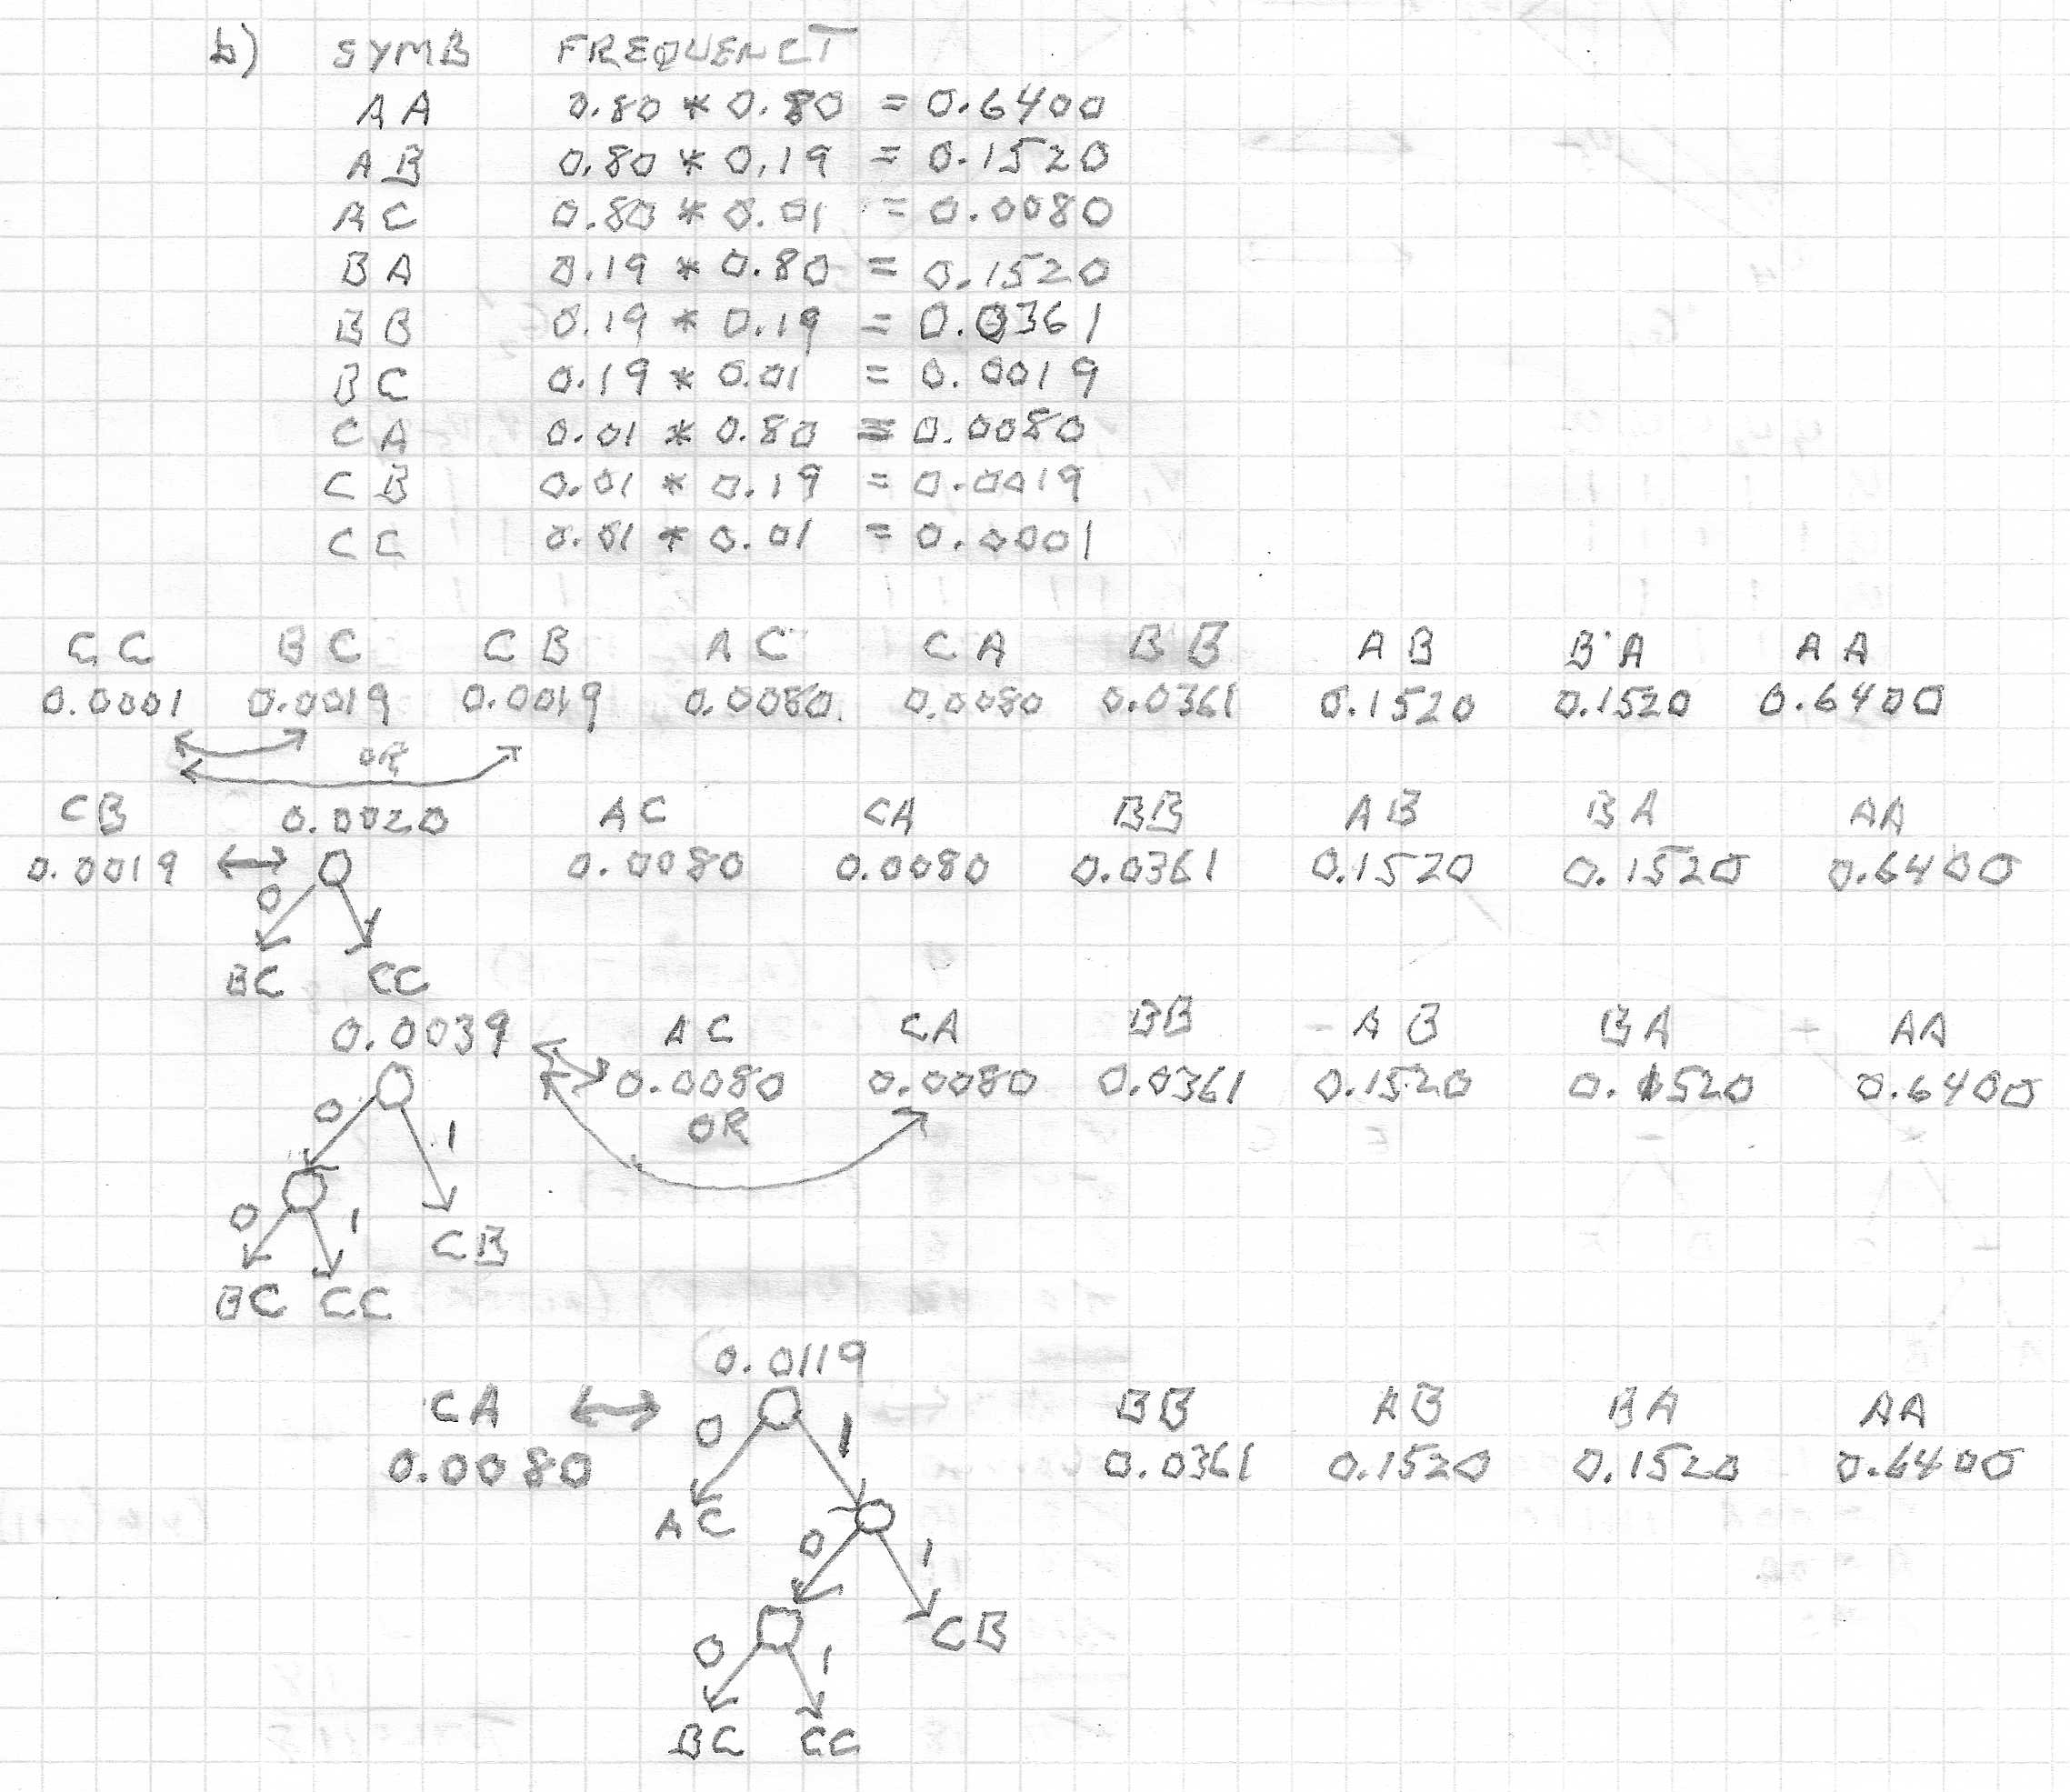 b) SYMB FREQUENCT
AA 0.80 * 0.80 = 0.6400
AB 0.80 * 0.19 = 0.1520
AC 0.80 * 0.01 = 0.0080
BA 0.19 * 0.80 = 0.1520
BB 0.19 * 0.19 = 0.0361
BC 0.19 * 0.01 = 0.0019
CA 0.01 * 0.80 = 0.0080
CB 0.01 * 0.19 = 0.0019
CC 0.01 * 0.01 = 0.0001
CC BC CB AC CA BB AB BA AA
0.0001 0.0019 0.0019 0.0080 0.0080 0.0361 0.1520 0.1520 0.6400
OR
CB 0.0020 AC CA BB AB BA AA
0.0019 0.0080 0.0080 0.0361 0.1520 0.1520 0.6400
0 1
BC CC
0.0039 AC CA BB AB BA AA
0.0080 0.0080 0.0361 0.1520 0.1520 0.6400
0 1 OR
0 1 CB
BC CC
0.0119
CA BB AB BA AA
0 1
0.0080 0.0361 0.1520 0.1520 0.6400
AC
0 1
CB
0 1
BC CC